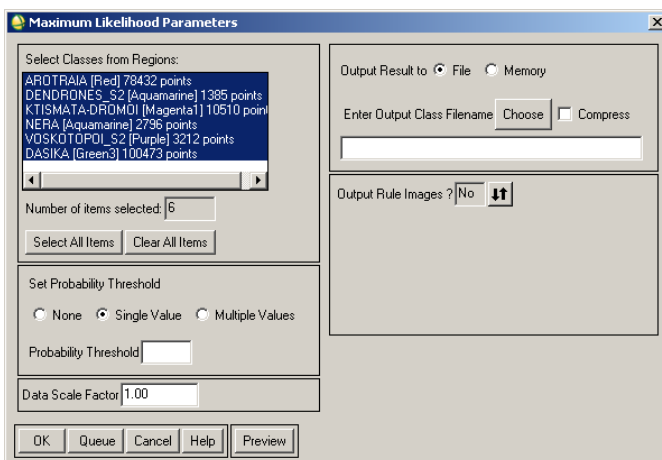 Maximum Likelihood Parameters
Select Classes from Regions:
AROTRAIA [Red] 78432 points
DENDRONES_S2 [Aquamarine] 1385 points
KTISMATA-DROMOI [Magenta1] 10510 poin
NERA [Aquamarine] 2796 points
VOSKOTOPOI_S2 [Purple] 3212 points
DASIKA [Green3] 100473 points
Number of items selected: 6
Select All Items Clear All Items
Set Probability Threshold
None Single Value Multiple Values
Probability Threshold
Data Scale Factor 1.00
OK Queue Cancel Help Preview
Output Result to File Memory
Enter Output Class Filename Choose Compress
Output Rule Images ? No